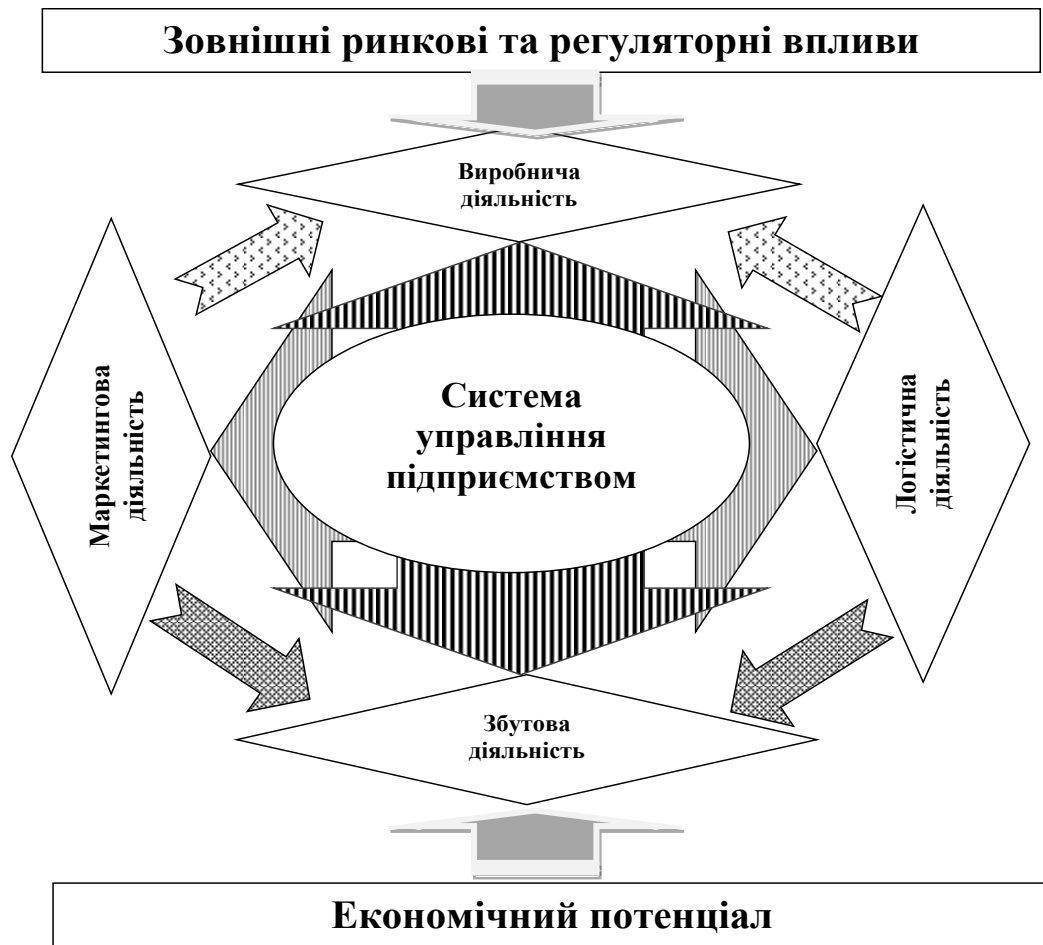 Зовнішні ринкові та регуляторні впливи
Виробнича
діяльність
Маркетингова
діяльність
Система
управління
підприємством
Логістична
діяльність
Збутова
діяльність
Економічний потенціал